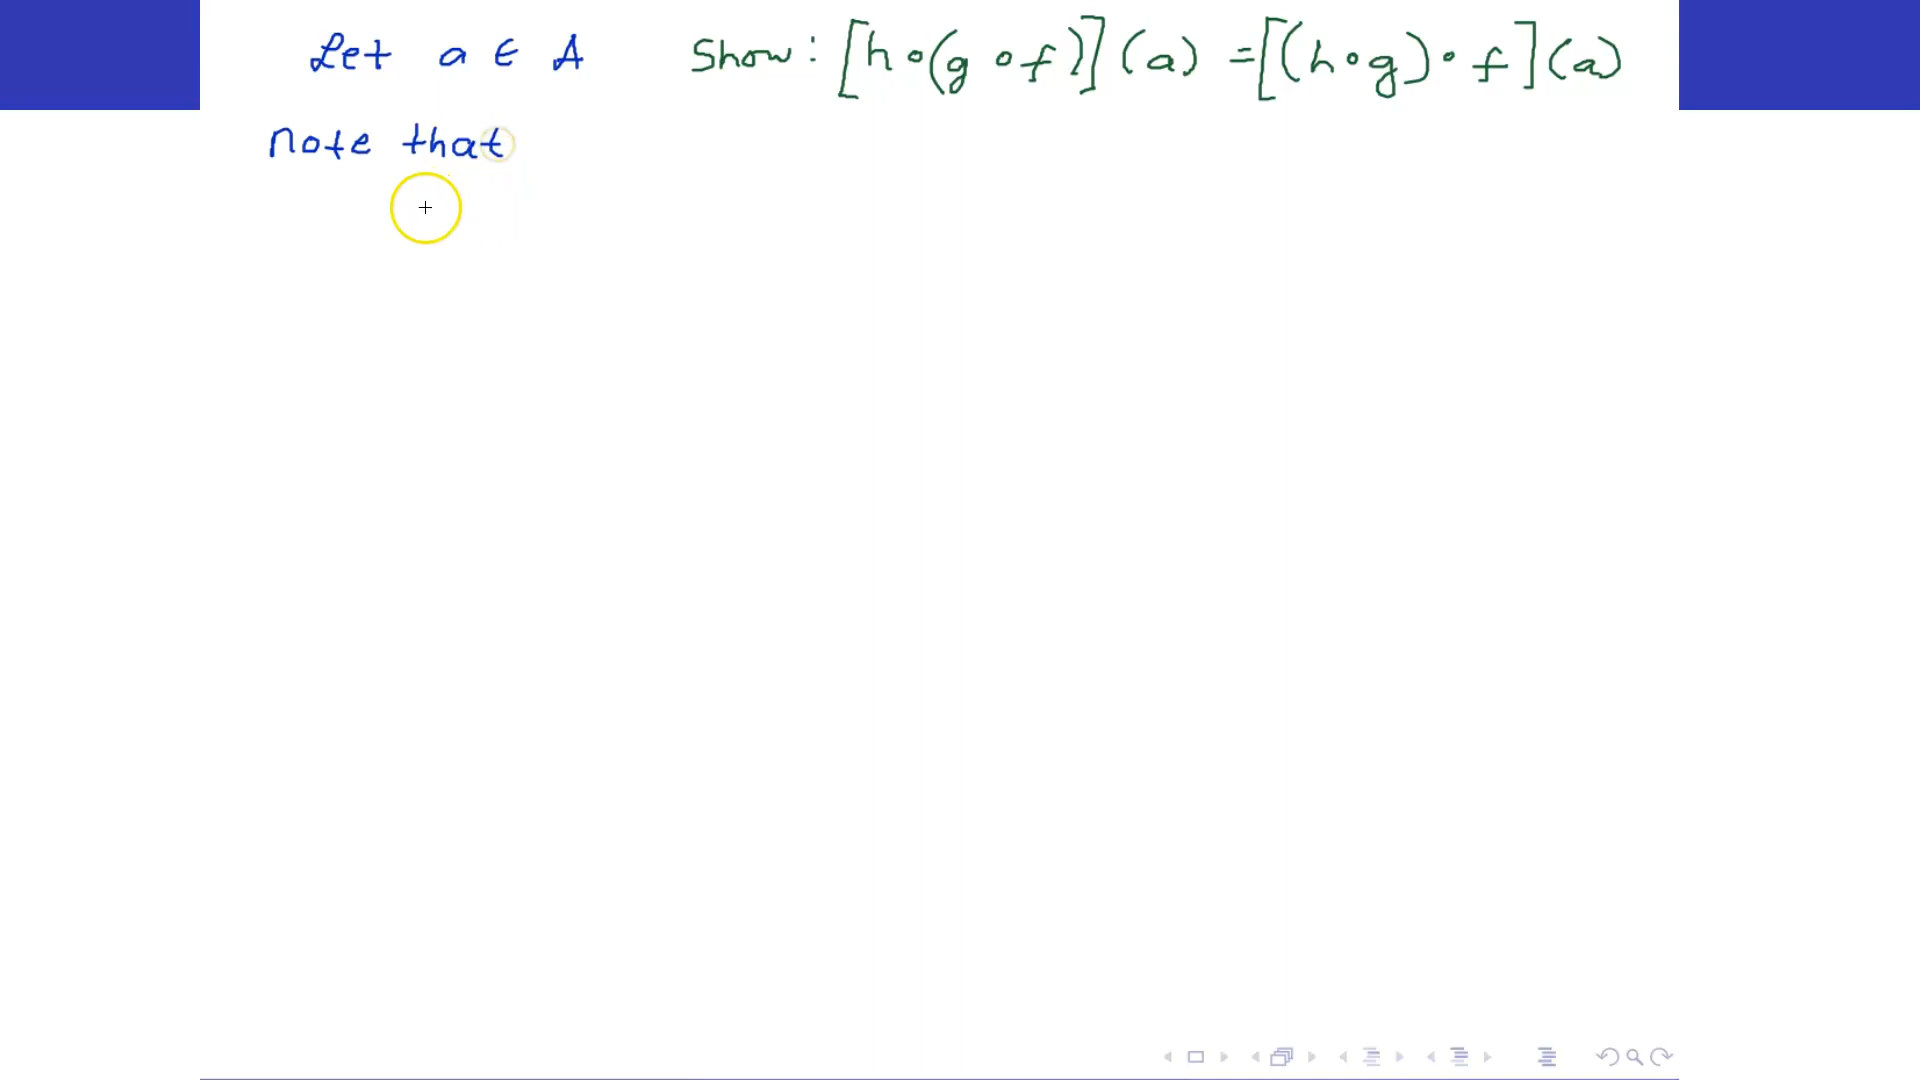 Let a ∈ A Show: [h∘(g∘f)](a) = [(h∘g)∘f](a)
Note that